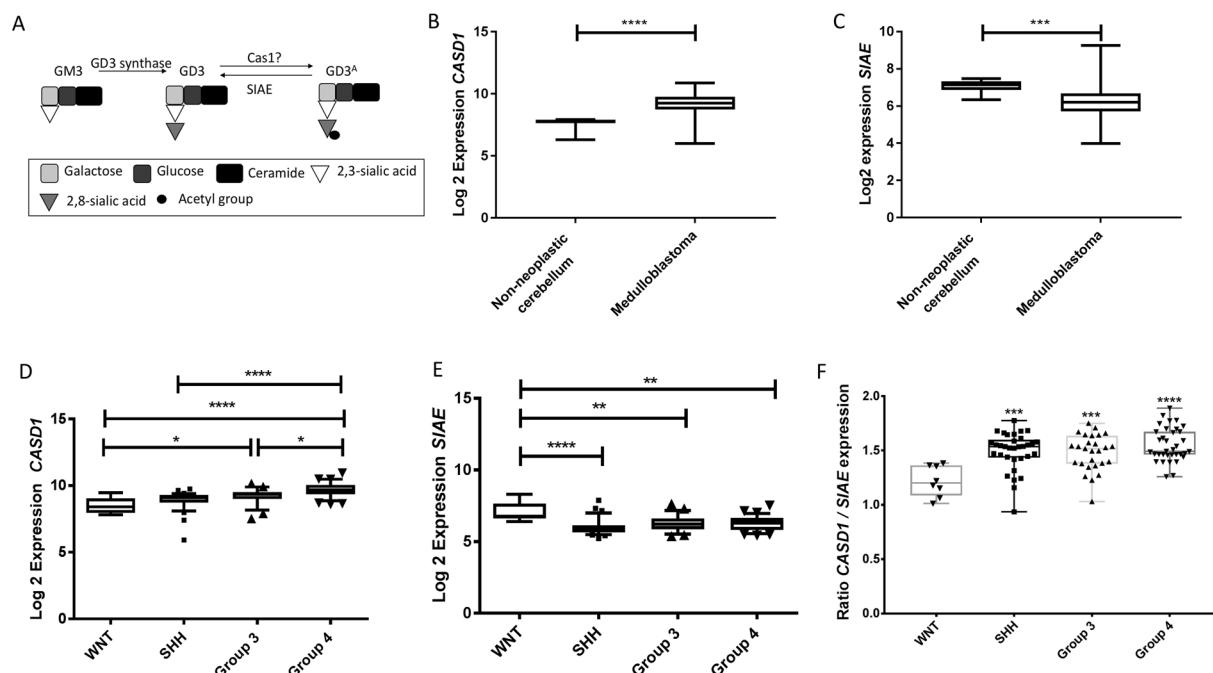 A
GD3 synthase
Cas1?
GM3
GD3
SIAE
GD3ᴬ
Galactose
Glucose
Ceramide
2,3-sialic acid
2,8-sialic acid
Acetyl group
B
****
Log 2 Expression CASD1
15
10
5
0
Non-neoplastic
cerebellum
Medulloblastoma
C
***
Log2 expression SIAE
10
8
6
4
2
0
Non-neoplastic
cerebellum
Medulloblastoma
D
****
****
*
*
Log 2 Expression CASD1
15
10
5
0
WNT
SHH
Group 3
Group 4
E
**
**
****
Log 2 Expression SIAE
15
10
5
0
WNT
SHH
Group 3
Group 4
F
***
***
****
Ratio CASD1 / SIAE expression
2.0
1.5
1.0
0.5
0.0
WNT
SHH
Group 3
Group 4